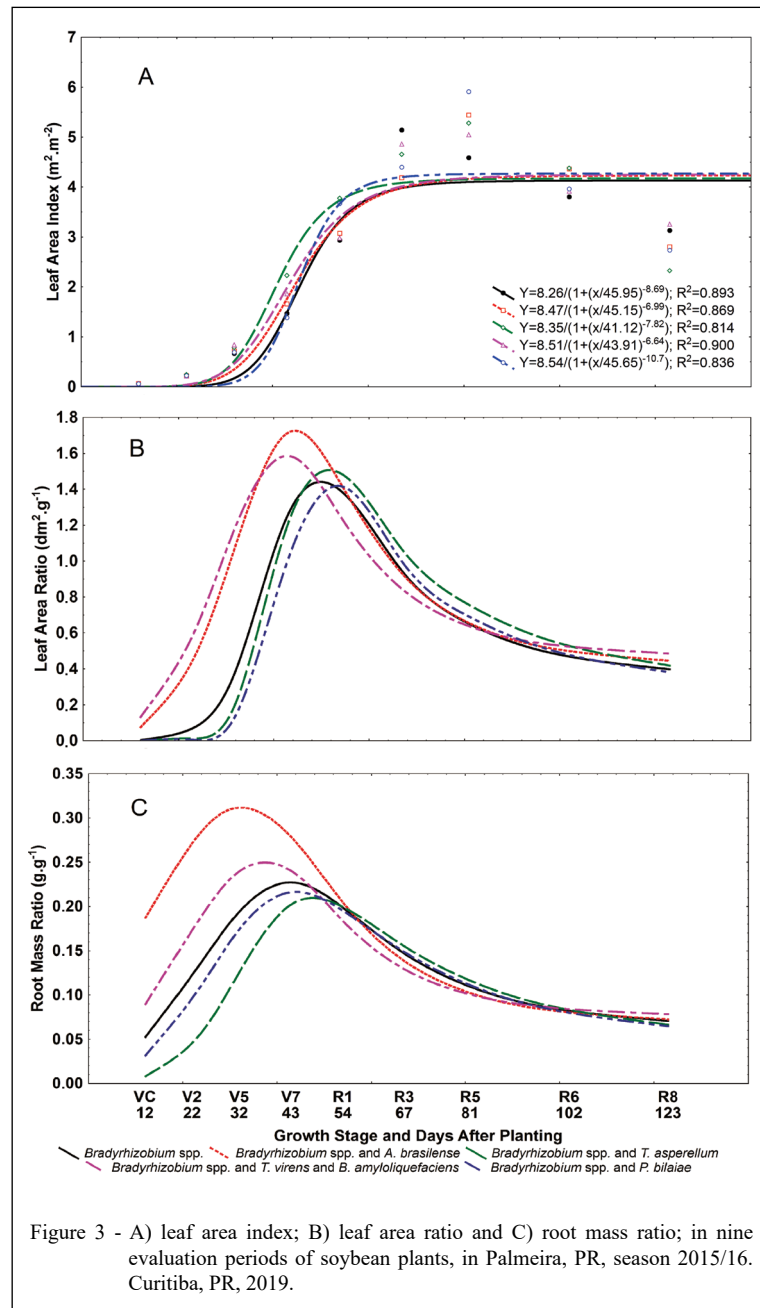 A
Leaf Area Index (m².m⁻²)
7
6
5
4
3
2
1
0
Y=8.26/(1+(x/45.95)⁻⁸·⁶⁹); R²=0.893
Y=8.47/(1+(x/45.15)⁻⁶·⁹⁹); R²=0.869
Y=8.35/(1+(x/41.12)⁻⁷·⁸²); R²=0.814
Y=8.51/(1+(x/43.91)⁻⁶·⁶⁴); R²=0.900
Y=8.54/(1+(x/45.65)⁻¹⁰·⁷); R²=0.836
B
Leaf Area Ratio (dm².g⁻¹)
1.8
1.6
1.4
1.2
1.0
0.8
0.6
0.4
0.2
0.0
C
Root Mass Ratio (g.g⁻¹)
0.35
0.30
0.25
0.20
0.15
0.10
0.05
0.00
VC V2 V5 V7 R1 R3 R5 R6 R8
12 22 32 43 54 67 81 102 123
Growth Stage and Days After Planting
Bradyrhizobium spp. Bradyrhizobium spp. and A. brasilense Bradyrhizobium spp. and T. asperellum
Bradyrhizobium spp. and T. virens and B. amyloliquefaciens Bradyrhizobium spp. and P. bilaiae
Figure 3 - A) leaf area index; B) leaf area ratio and C) root mass ratio; in nine
evaluation periods of soybean plants, in Palmeira, PR, season 2015/16.
Curitiba, PR, 2019.